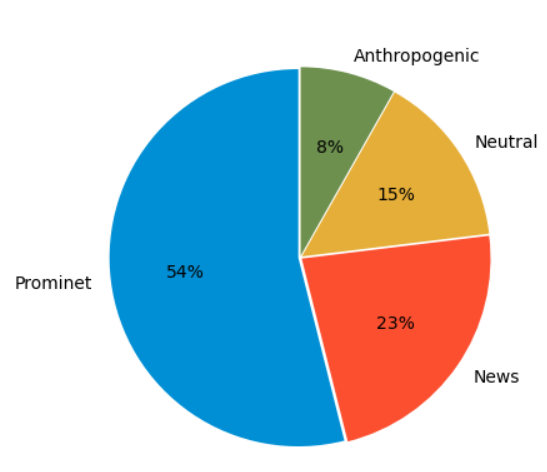 Anthropogenic
8%
Neutral
15%
54%
Prominet
23%
News